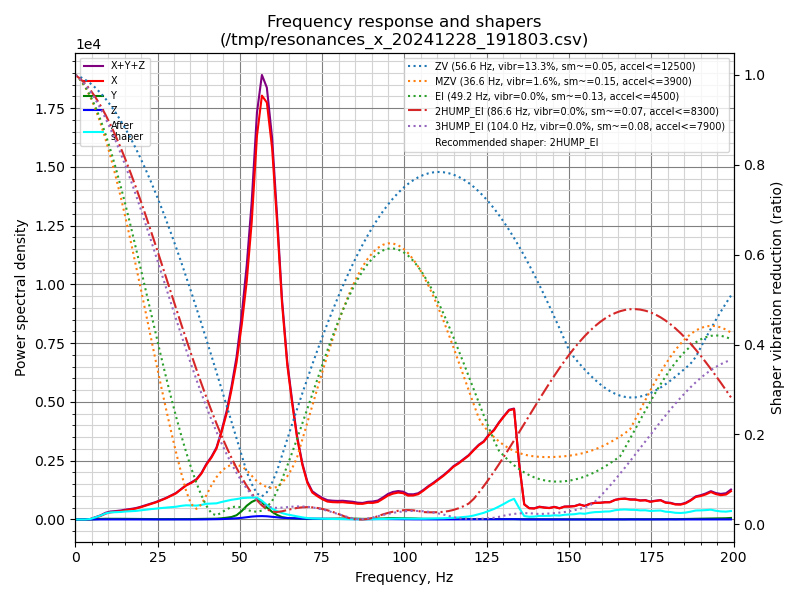 Frequency response and shapers
(/tmp/resonances_x_20241228_191803.csv)
1e4
X+Y+Z
X
Y
Z
After
shaper
ZV (56.6 Hz, vibr=13.3%, sm~=0.05, accel<=12500)
MZV (36.6 Hz, vibr=1.6%, sm~=0.15, accel<=3900)
EI (49.2 Hz, vibr=0.0%, sm~=0.13, accel<=4500)
2HUMP_EI (86.6 Hz, vibr=0.0%, sm~=0.07, accel<=8300)
3HUMP_EI (104.0 Hz, vibr=0.0%, sm~=0.08, accel<=7900)
Recommended shaper: 2HUMP_EI
1.75
1.50
1.25
1.00
0.75
0.50
0.25
0.00
Power spectral density
1.0
0.8
0.6
0.4
0.2
0.0
Shaper vibration reduction (ratio)
0 25 50 75 100 125 150 175 200
Frequency, Hz